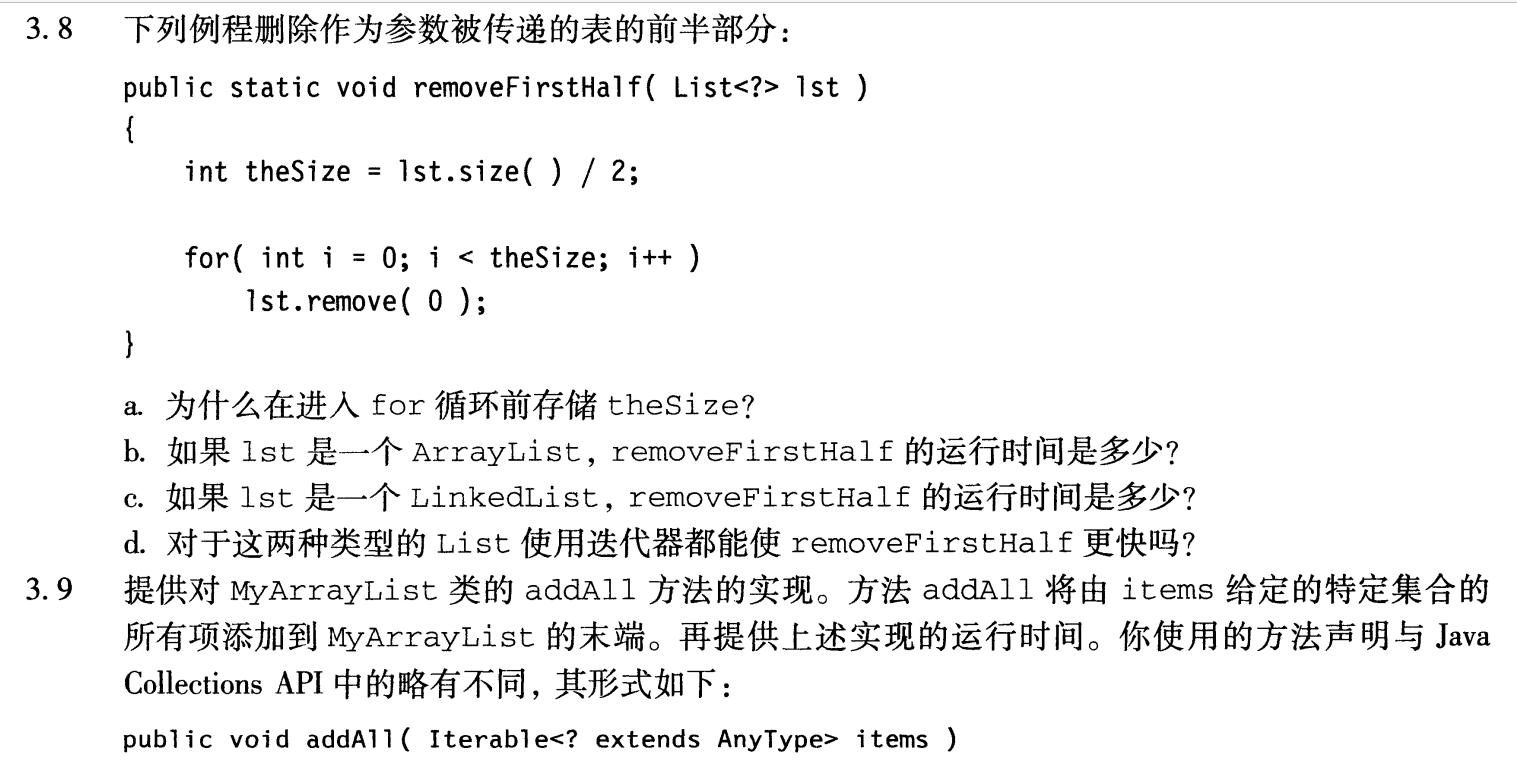 3.8 下列例程删除作为参数被传递的表的前半部分：
public static void removeFirstHalf( List<?> lst )
{
    int theSize = lst.size( ) / 2;
    for( int i = 0; i < theSize; i++ )
        lst.remove( 0 );
}
a. 为什么在进入 for 循环前存储 theSize?
b. 如果 lst 是一个 ArrayList, removeFirstHalf 的运行时间是多少?
c. 如果 lst 是一个 LinkedList, removeFirstHalf 的运行时间是多少?
d. 对于这两种类型的 List 使用迭代器都能使 removeFirstHalf 更快吗?
3.9 提供对 MyArrayList 类的 addAll 方法的实现。方法 addAll 将由 items 给定的特定集合的
所有项添加到 MyArrayList 的末端。再提供上述实现的运行时间。你使用的方法声明与 Java
Collections API 中的略有不同, 其形式如下：
public void addAll( Iterable<? extends AnyType> items )